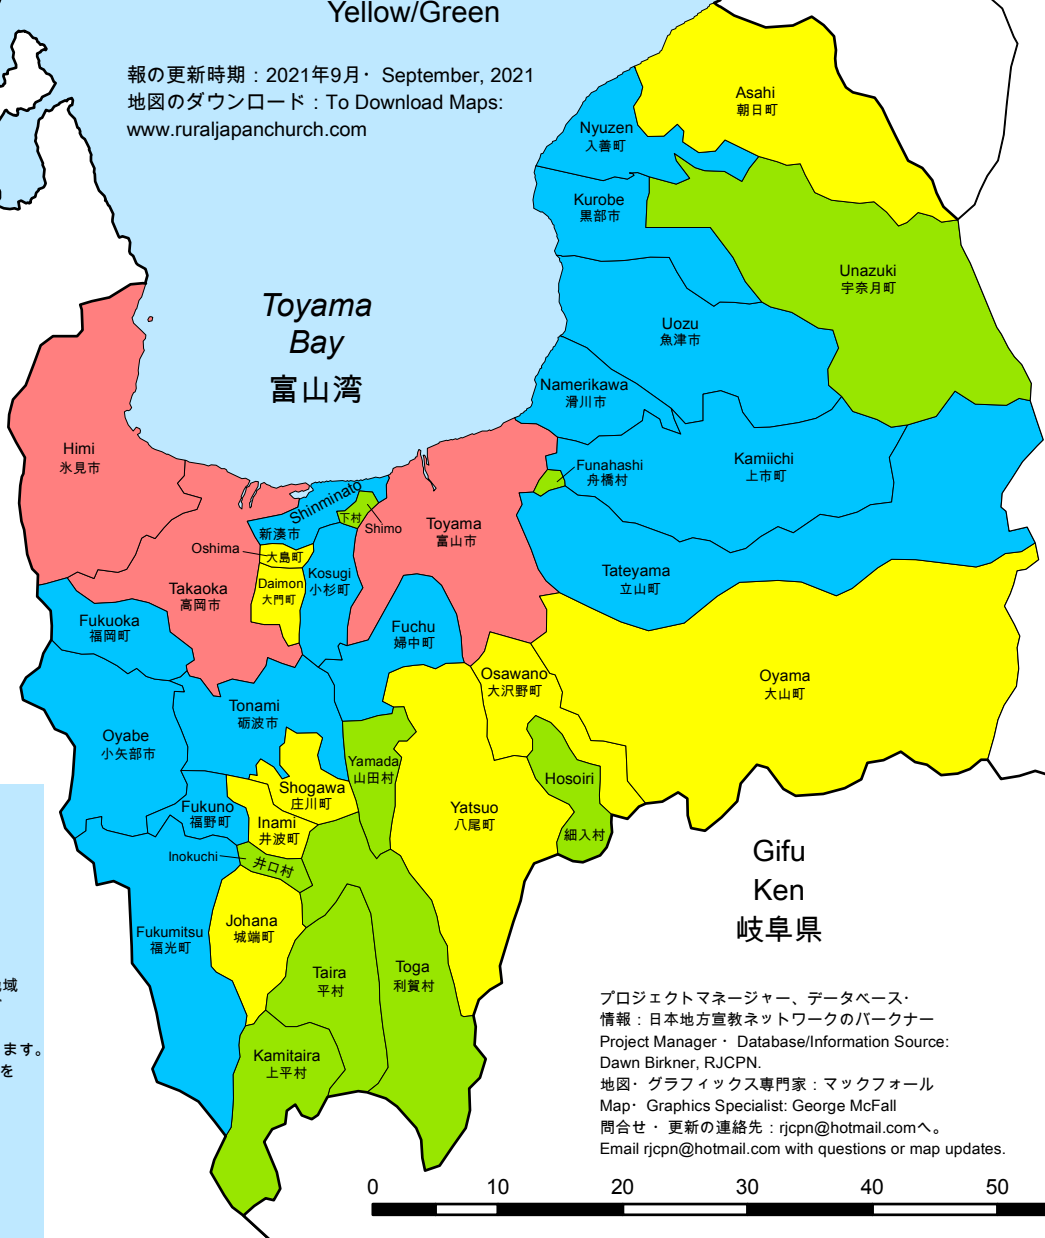 Yellow/Green
報の更新時期：2021年9月・ September, 2021
地図のダウンロード：To Download Maps:
www.ruraljapanchurch.com
Asahi
朝日町
Nyuzen
入善町
Kurobe
黒部市
Unazuki
宇奈月町
Toyama
Bay
富山湾
Uozu
魚津市
Namerikawa
滑川市
Himi
氷見市
Kamiichi
上市町
Funahashi
舟橋村
Shinminato
新湊市
下村
Shimo
Toyama
富山市
Oshima
大島町
Daimon
大門町
Kosugi
小杉町
Takaoka
高岡市
Tateyama
立山町
Fukuoka
福岡町
Fuchu
婦中町
Osawano
大沢野町
Oyama
大山町
Tonami
砺波市
Oyabe
小矢部市
Yamada
山田村
Hosoiri
細入村
Shogawa
庄川町
Yatsuo
八尾町
Fukuno
福野町
Inami
井波町
Inokuchi
井口村
Gifu
Ken
岐阜県
Fukumitsu
福光町
Johana
城端町
Taira
平村
Toga
利賀村
Kamitaira
上平村
域
ます。
を
プロジェクトマネージャー、データベース・
情報：日本地方宣教ネットワークのバークナー
Project Manager・ Database/Information Source:
Dawn Birkner, RJCPN.
地図・グラフィックス専門家：マックフォール
Map・ Graphics Specialist: George McFall
問合せ・更新の連絡先：rjcpn@hotmail.comへ。
Email rjcpn@hotmail.com with questions or map updates.
0 10 20 30 40 50